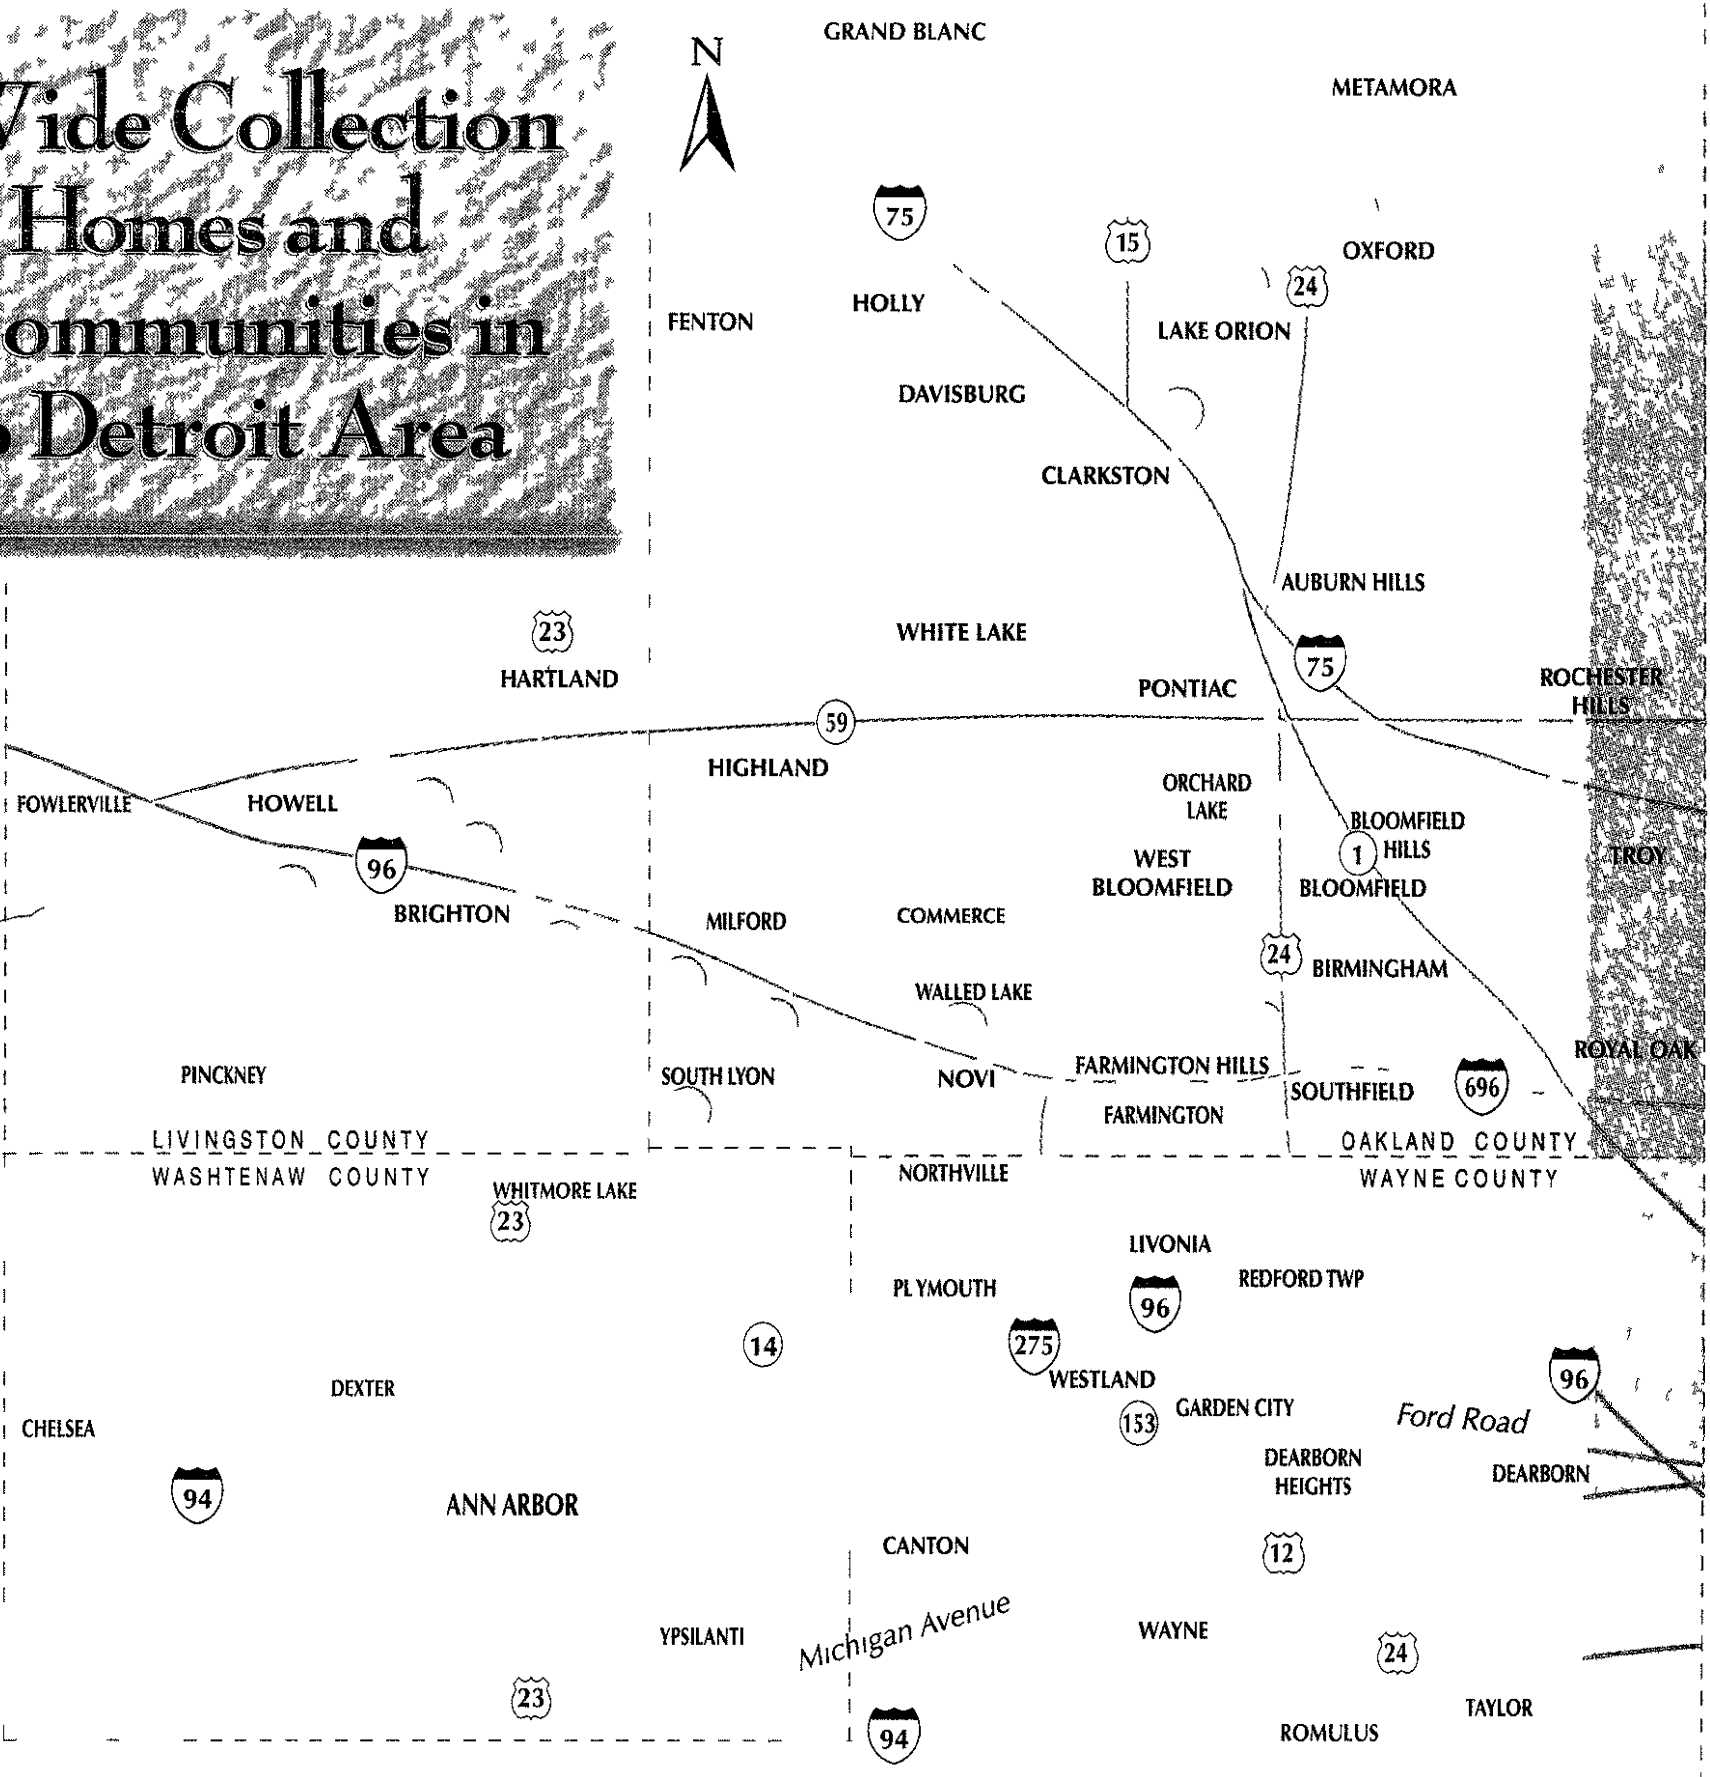 Wide Collection
Homes and
ommunities in
o Detroit Area
N
GRAND BLANC
METAMORA
75
15
OXFORD
24
HOLLY
FENTON
LAKE ORION
DAVISBURG
CLARKSTON
AUBURN HILLS
23
WHITE LAKE
75
HARTLAND
PONTIAC
ROCHESTER
HILLS
59
HIGHLAND
ORCHARD
LAKE
FOWLERVILLE
HOWELL
BLOOMFIELD
HILLS
1
96
WEST
BLOOMFIELD
TROY
BLOOMFIELD
BRIGHTON
MILFORD
COMMERCE
24
BIRMINGHAM
WALLED LAKE
ROYAL OAK
PINCKNEY
SOUTH LYON
NOVI
FARMINGTON HILLS
SOUTHFIELD
696
FARMINGTON
LIVINGSTON COUNTY
OAKLAND COUNTY
WASHTENAW COUNTY
NORTHVILLE
WAYNE COUNTY
WHITMORE LAKE
23
LIVONIA
PLYMOUTH
REDFORD TWP
96
14
275
WESTLAND
96
DEXTER
CHELSEA
153
GARDEN CITY
Ford Road
DEARBORN
HEIGHTS
DEARBORN
94
ANN ARBOR
CANTON
12
YPSILANTI
Michigan Avenue
WAYNE
24
23
TAYLOR
94
ROMULUS